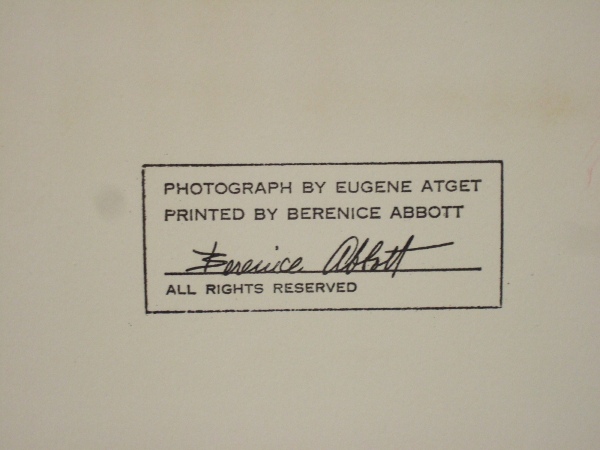 PHOTOGRAPH BY EUGENE ATGET
PRINTED BY BERENICE ABBOTT
Berenice Abbott
ALL RIGHTS RESERVED